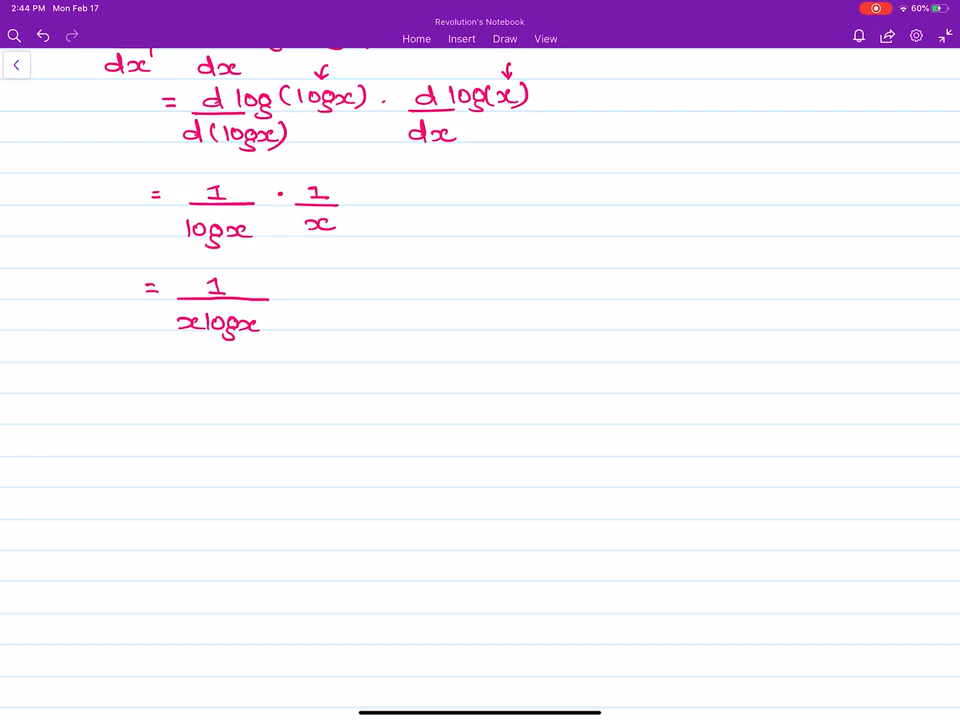 2:44 PM Mon Feb 17
60%
Revolution's Notebook
Home Insert Draw View
dx dx
= d log(logx) · d log(x)
d(logx) dx
= 1 · 1
logx x
= 1
xlogx